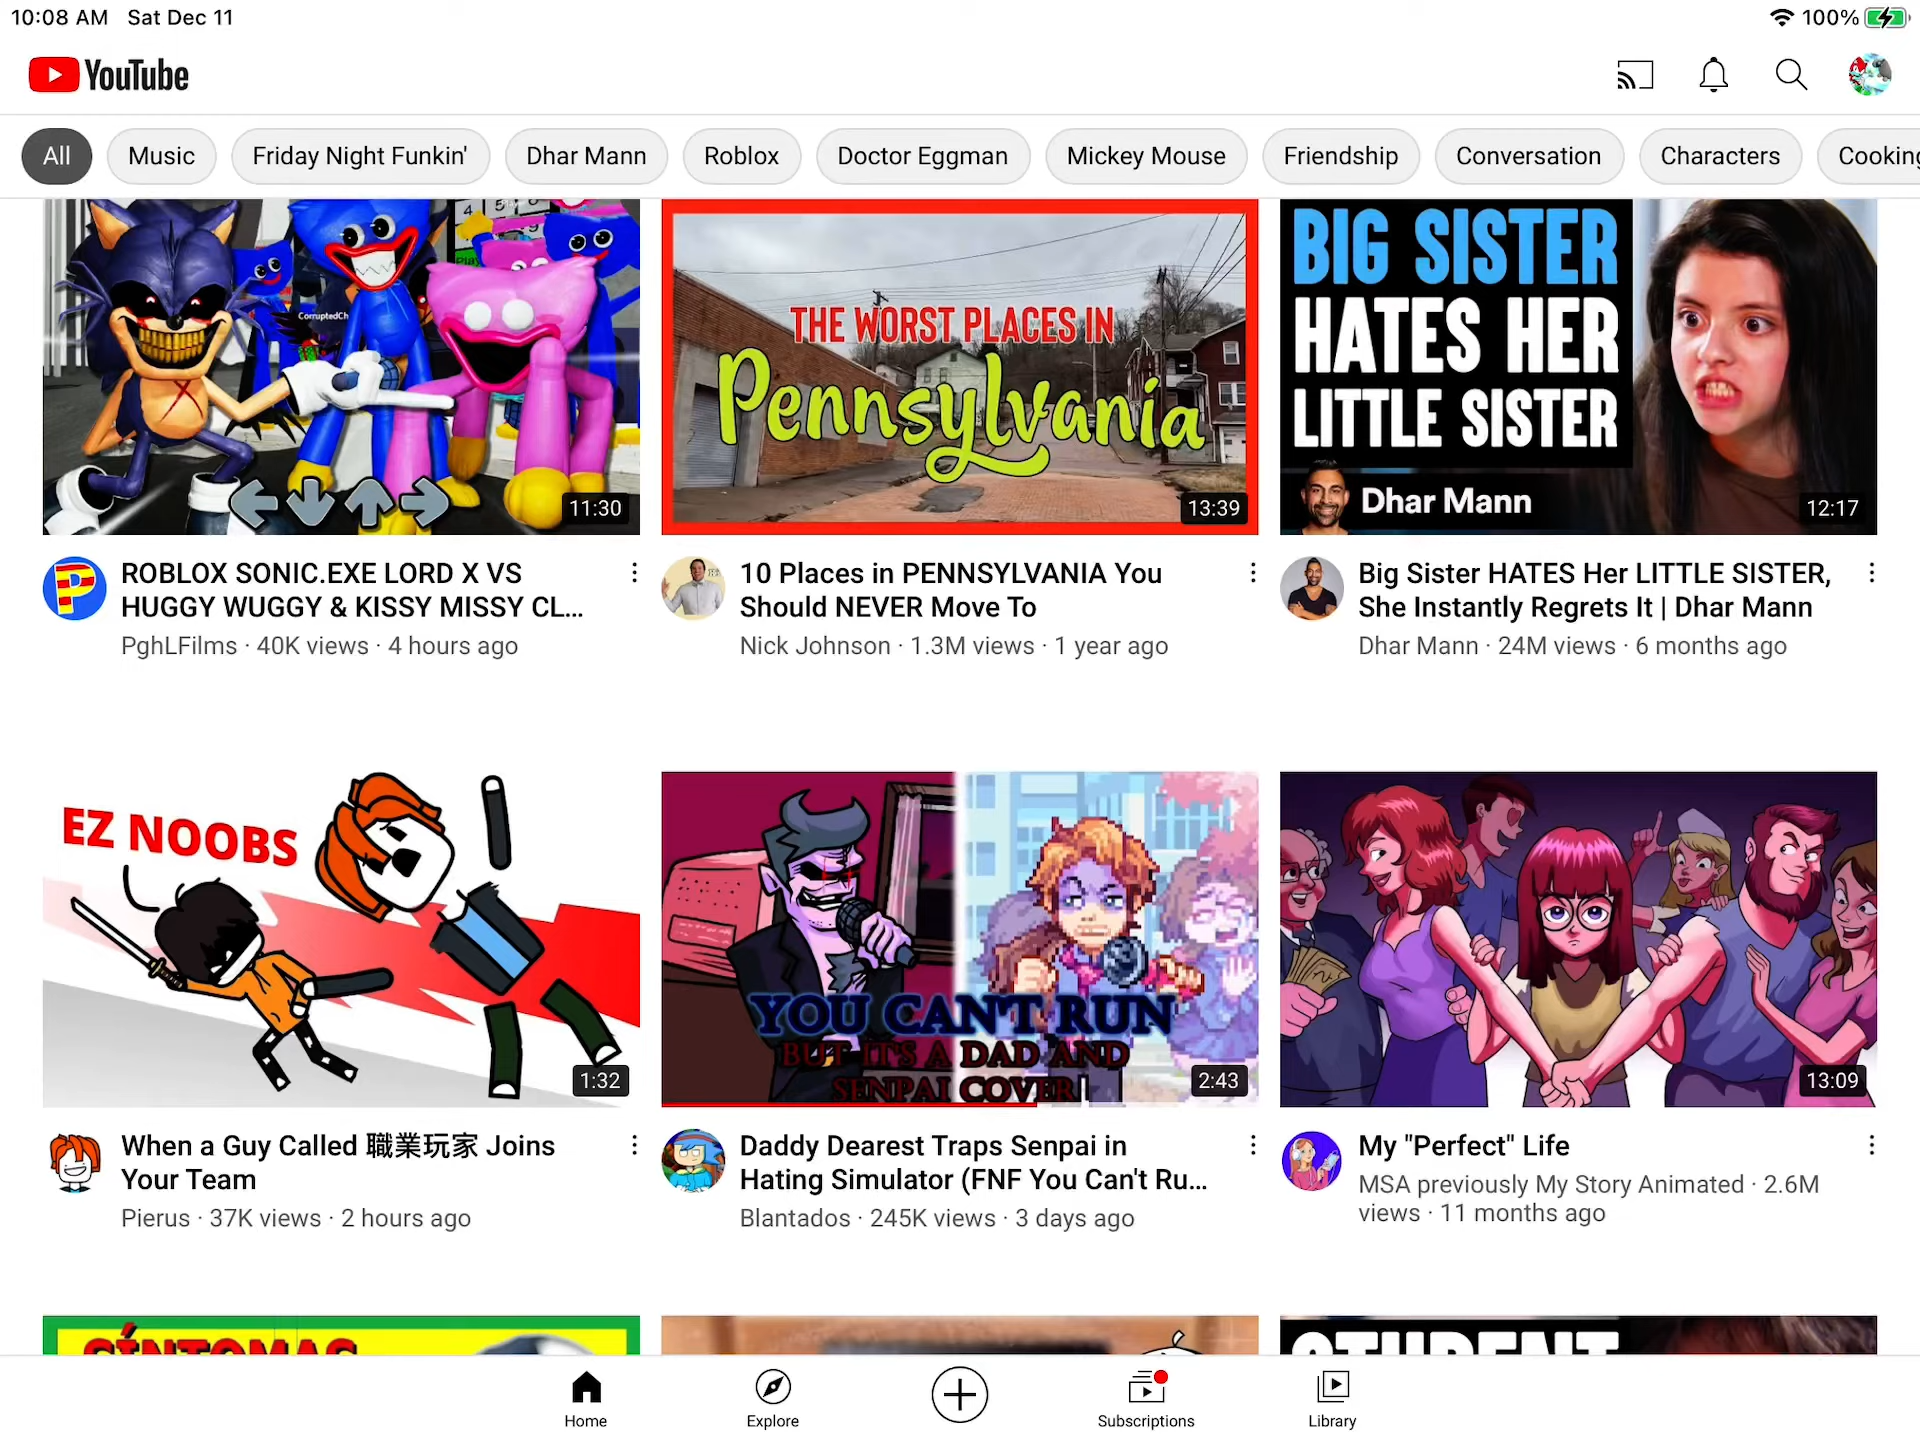 10:08 AM Sat Dec 11
100%
YouTube
All
Music
Friday Night Funkin'
Dhar Mann
Roblox
Doctor Eggman
Mickey Mouse
Friendship
Conversation
Characters
Cooking
CorruptedCh
11:30
THE WORST PLACES IN
Pennsylvania
13:39
BIG SISTER
HATES HER
LITTLE SISTER
Dhar Mann
12:17
ROBLOX SONIC.EXE LORD X VS
HUGGY WUGGY & KISSY MISSY CL...
PghLFilms · 40K views · 4 hours ago
10 Places in PENNSYLVANIA You
Should NEVER Move To
Nick Johnson · 1.3M views · 1 year ago
Big Sister HATES Her LITTLE SISTER,
She Instantly Regrets It | Dhar Mann
Dhar Mann · 24M views · 6 months ago
EZ NOOBS
1:32
YOU CAN'T RUN
BUT IT'S A DAD AND
SENPAI COVER
2:43
13:09
When a Guy Called 職業玩家 Joins
Your Team
Pierus · 37K views · 2 hours ago
Daddy Dearest Traps Senpai in
Hating Simulator (FNF You Can't Ru...
Blantados · 245K views · 3 days ago
My "Perfect" Life
MSA previously My Story Animated · 2.6M
views · 11 months ago
SÍNTOMAS
STUDENT
Home
Explore
Subscriptions
Library